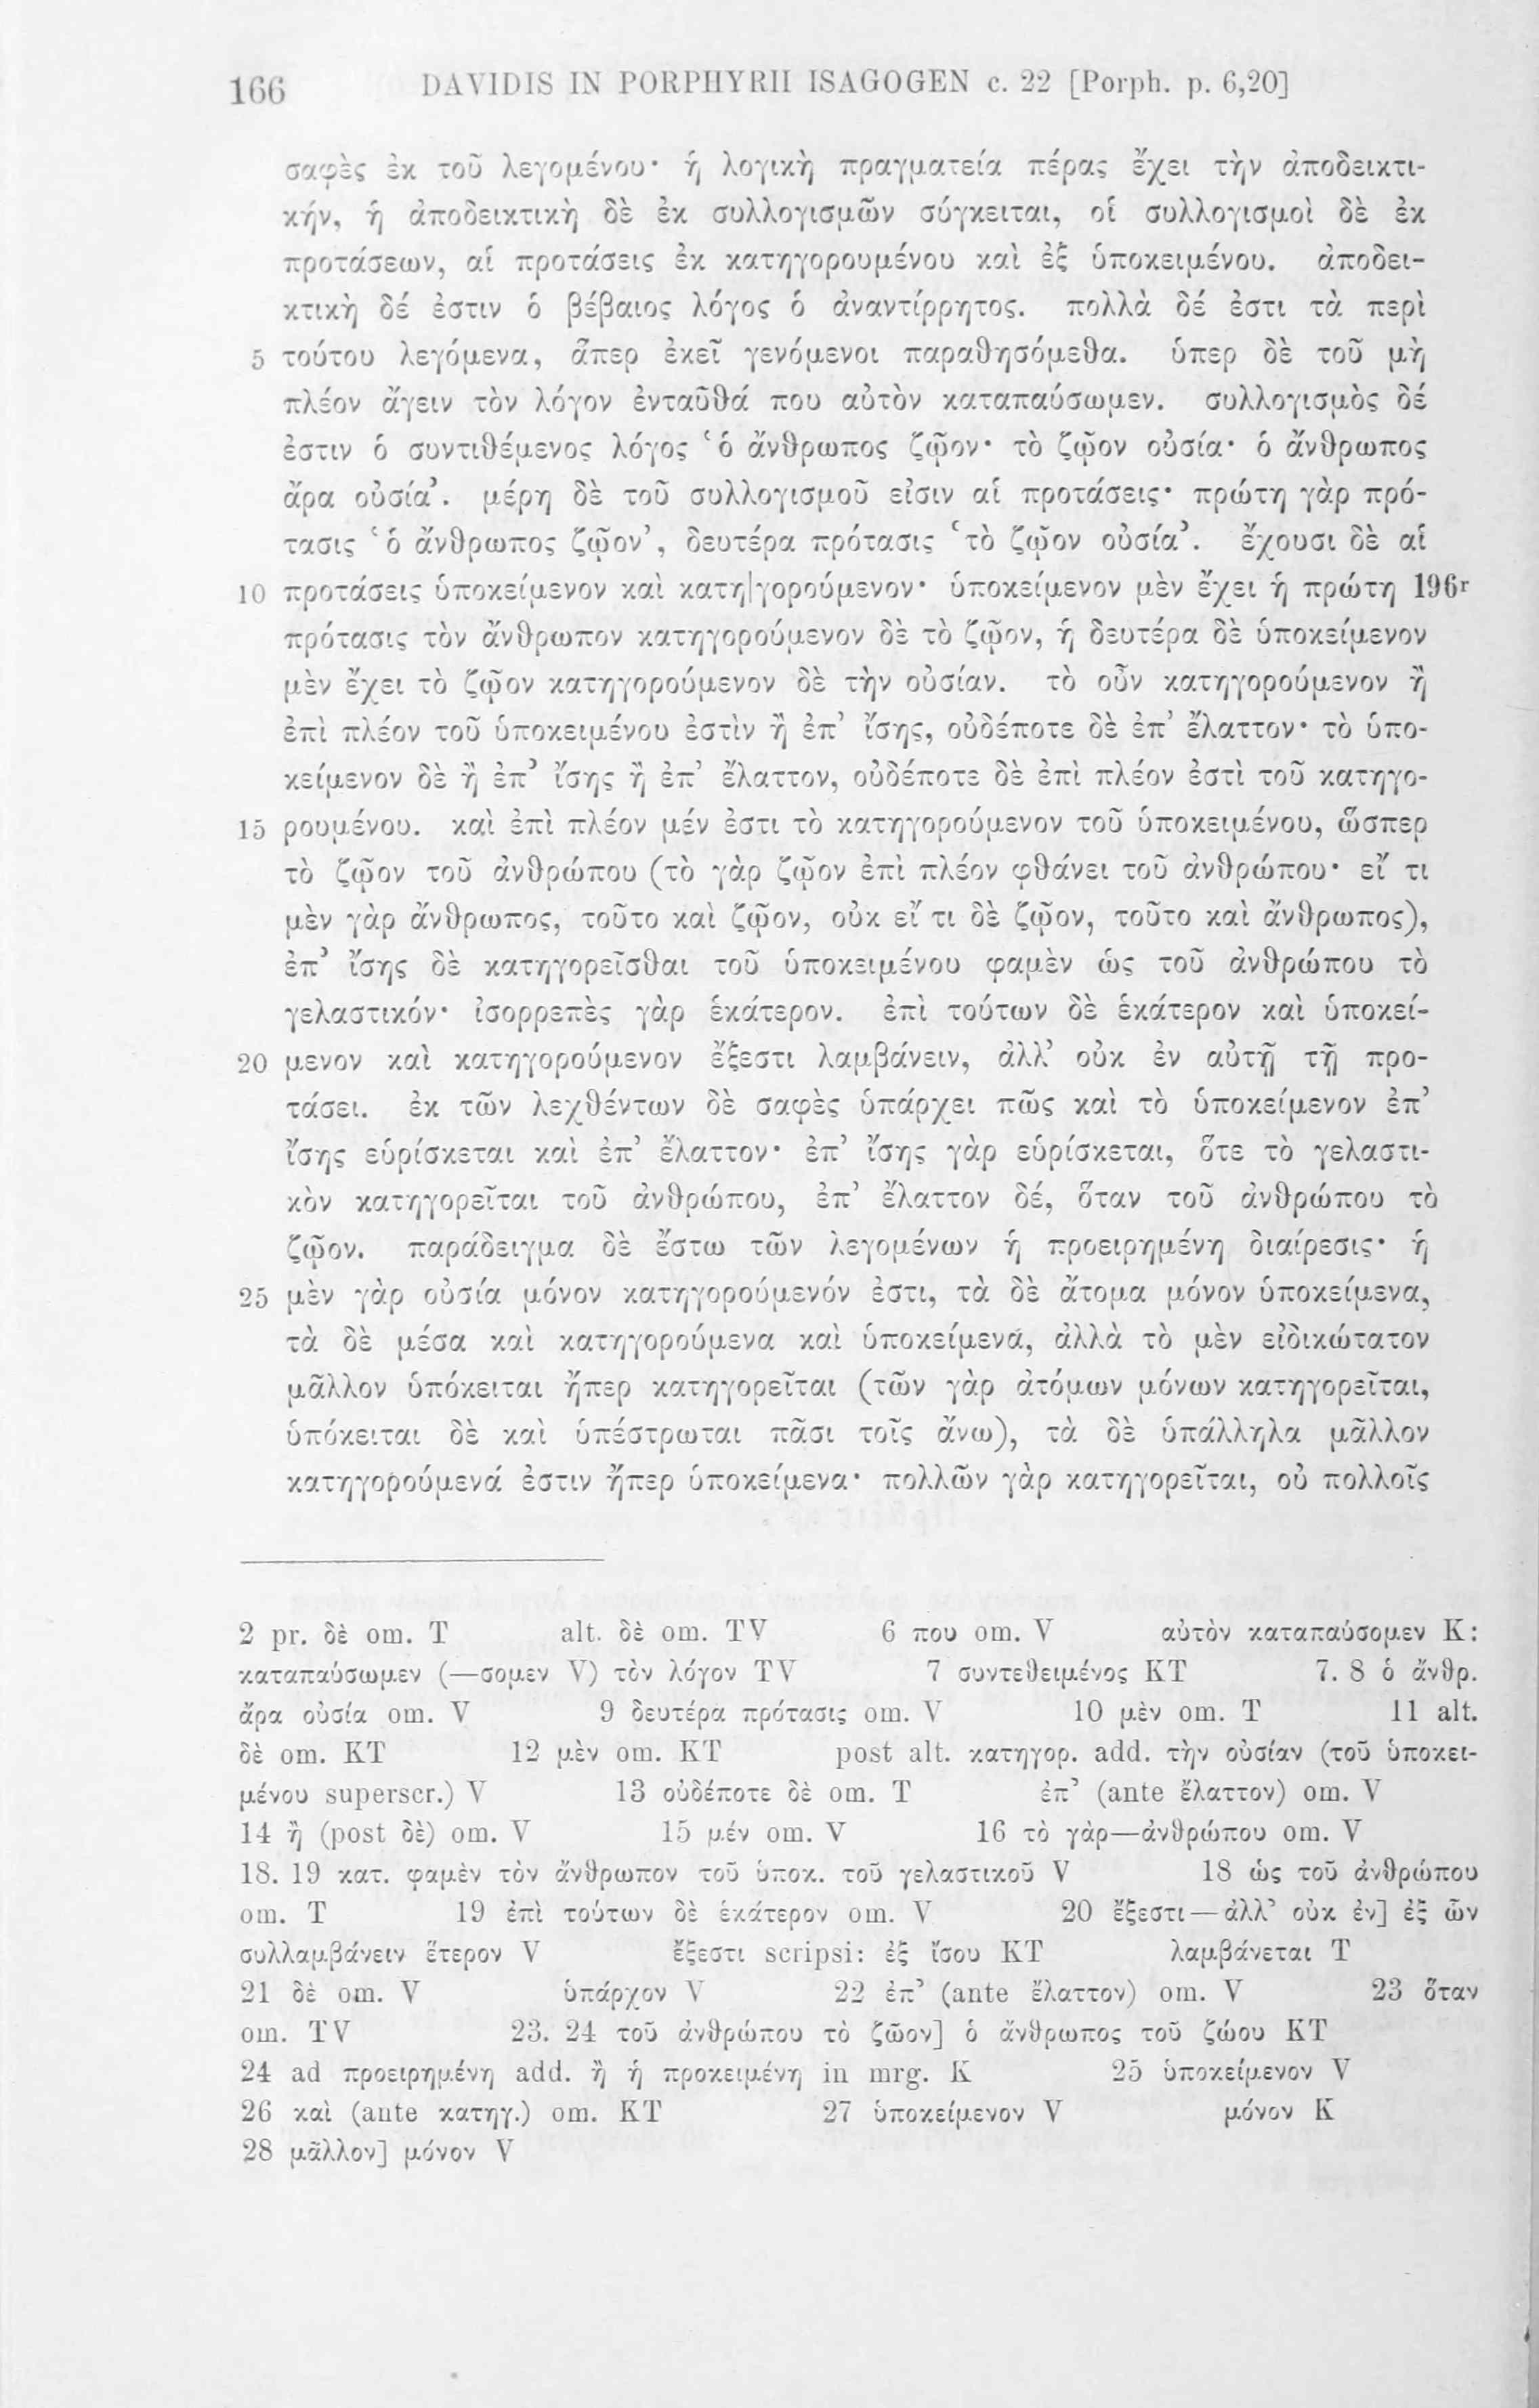 166 DAVIDIS IN PORPHYRII ISAGOGEN c. 22 [Porph. p. 6,20]
σαφὲς ἐκ τοῦ λεγομένου· ἡ λογικὴ πραγματεία πέρας ἔχει τὴν ἀποδεικτι-
κήν, ἡ ἀποδεικτικὴ δὲ ἐκ συλλογισμῶν σύγκειται, οἱ συλλογισμοὶ δὲ ἐκ
προτάσεων, αἱ προτάσεις ἐκ κατηγορουμένου καὶ ἐξ ὑποκειμένου. ἀποδει-
κτικὴ δέ ἐστιν ὁ βέβαιος λόγος ὁ ἀναντίρρητος. πολλὰ δέ ἐστι τὰ περὶ
5 τούτου λεγόμενα, ἅπερ ἐκεῖ γενόμενοι παραθησόμεθα. ὑπερ δὲ τοῦ μὴ
πλέον ἄγειν τὸν λόγον ἐνταῦθά που αὐτὸν καταπαύσωμεν. συλλογισμὸς δέ
ἐστιν ὁ συντιθέμενος λόγος ‘ὁ ἄνθρωπος ζῷον· τὸ ζῷον οὐσία· ὁ ἄνθρωπος
ἄρα οὐσία’. μέρη δὲ τοῦ συλλογισμοῦ εἰσιν αἱ προτάσεις· πρώτη γὰρ πρό-
τασις ‘ὁ ἄνθρωπος ζῷον’, δευτέρα πρότασις ‘τὸ ζῷον οὐσία’. ἔχουσι δὲ αἱ
10 προτάσεις ὑποκείμενον καὶ κατη|γορούμενον· ὑποκείμενον μὲν ἔχει ἡ πρώτη 196r
πρότασις τὸν ἄνθρωπον κατηγορούμενον δὲ τὸ ζῷον, ἡ δευτέρα δὲ ὑποκείμενον
μὲν ἔχει τὸ ζῷον κατηγορούμενον δὲ τὴν οὐσίαν. τὸ οὖν κατηγορούμενον ἢ
ἐπὶ πλέον τοῦ ὑποκειμένου ἐστὶν ἢ ἐπ’ ἴσης, οὐδέποτε δὲ ἐπ’ ἔλαττον· τὸ ὑπο-
κείμενον δὲ ἢ ἐπ’ ἴσης ἢ ἐπ’ ἔλαττον, οὐδέποτε δὲ ἐπὶ πλέον ἐστὶ τοῦ κατηγο-
15 ρουμένου. καὶ ἐπὶ πλέον μέν ἐστι τὸ κατηγορούμενον τοῦ ὑποκειμένου, ὥσπερ
τὸ ζῷον τοῦ ἀνθρώπου (τὸ γὰρ ζῷον ἐπὶ πλέον φθάνει τοῦ ἀνθρώπου· εἴ τι
μὲν γὰρ ἄνθρωπος, τοῦτο καὶ ζῷον, οὐκ εἴ τι δὲ ζῷον, τοῦτο καὶ ἄνθρωπος),
ἐπ’ ἴσης δὲ κατηγορεῖσθαι τοῦ ὑποκειμένου φαμὲν ὡς τοῦ ἀνθρώπου τὸ
γελαστικόν· ἰσορρεπὲς γὰρ ἑκάτερον. ἐπὶ τούτων δὲ ἑκάτερον καὶ ὑποκεί-
20 μενον καὶ κατηγορούμενον ἔξεστι λαμβάνειν, ἀλλ’ οὐκ ἐν αὐτῇ τῇ προ-
τάσει. ἐκ τῶν λεχθέντων δὲ σαφὲς ὑπάρχει πῶς καὶ τὸ ὑποκείμενον ἐπ’
ἴσης εὑρίσκεται καὶ ἐπ’ ἔλαττον· ἐπ’ ἴσης γὰρ εὑρίσκεται, ὅτε τὸ γελαστι-
κὸν κατηγορεῖται τοῦ ἀνθρώπου, ἐπ’ ἔλαττον δέ, ὅταν τοῦ ἀνθρώπου τὸ
ζῷον. παράδειγμα δὲ ἔστω τῶν λεγομένων ἡ προειρημένη διαίρεσις· ἡ
25 μὲν γὰρ οὐσία μόνον κατηγορούμενόν ἐστι, τὰ δὲ ἄτομα μόνον ὑποκείμενα,
τὰ δὲ μέσα καὶ κατηγορούμενα καὶ ὑποκείμενα, ἀλλὰ τὸ μὲν εἰδικώτατον
μᾶλλον ὑπόκειται ἤπερ κατηγορεῖται (τῶν γὰρ ἀτόμων μόνων κατηγορεῖται,
ὑπόκειται δὲ καὶ ὑπέστρωται πᾶσι τοῖς ἄνω), τὰ δὲ ὑπάλληλα μᾶλλον
κατηγορούμενά ἐστιν ἤπερ ὑποκείμενα· πολλῶν γὰρ κατηγορεῖται, οὐ πολλοῖς
2 pr. δὲ om. T alt. δὲ om. TV 6 που om. V αὐτὸν καταπαύσομεν K:
καταπαύσωμεν (—σομεν V) τὸν λόγον TV 7 συντεθειμένος KT 7. 8 ὁ ἄνθρ.
ἄρα οὐσία om. V 9 δευτέρα πρότασις om. V 10 μὲν om. T 11 alt.
δὲ om. KT 12 μὲν om. KT post alt. κατηγορ. add. τὴν οὐσίαν (τοῦ ὑποκει-
μένου superscr.) V 13 οὐδέποτε δὲ om. T ἐπ’ (ante ἔλαττον) om. V
14 ἢ (post δὲ) om. V 15 μέν om. V 16 τὸ γὰρ—ἀνθρώπου om. V
18. 19 κατ. φαμὲν τὸν ἄνθρωπον τοῦ ὑποκ. τοῦ γελαστικοῦ V 18 ὡς τοῦ ἀνθρώπου
om. T 19 ἐπὶ τούτων δὲ ἑκάτερον om. V 20 ἔξεστι—ἀλλ’ οὐκ ἐν] ἐξ ὧν
συλλαμβάνειν ἕτερον V ἔξεστι scripsi: ἐξ ἴσου KT λαμβάνεται T
21 δὲ om. V ὑπάρχον V 22 ἐπ’ (ante ἔλαττον) om. V 23 ὅταν
om. TV 23. 24 τοῦ ἀνθρώπου τὸ ζῶον] ὁ ἄνθρωπος τοῦ ζώου KT
24 ad προειρημένη add. ἢ ἡ προκειμένη in mrg. K 25 ὑποκείμενον V
26 καὶ (ante κατηγ.) om. KT 27 ὑποκείμενον V μόνον K
28 μᾶλλον] μόνον V